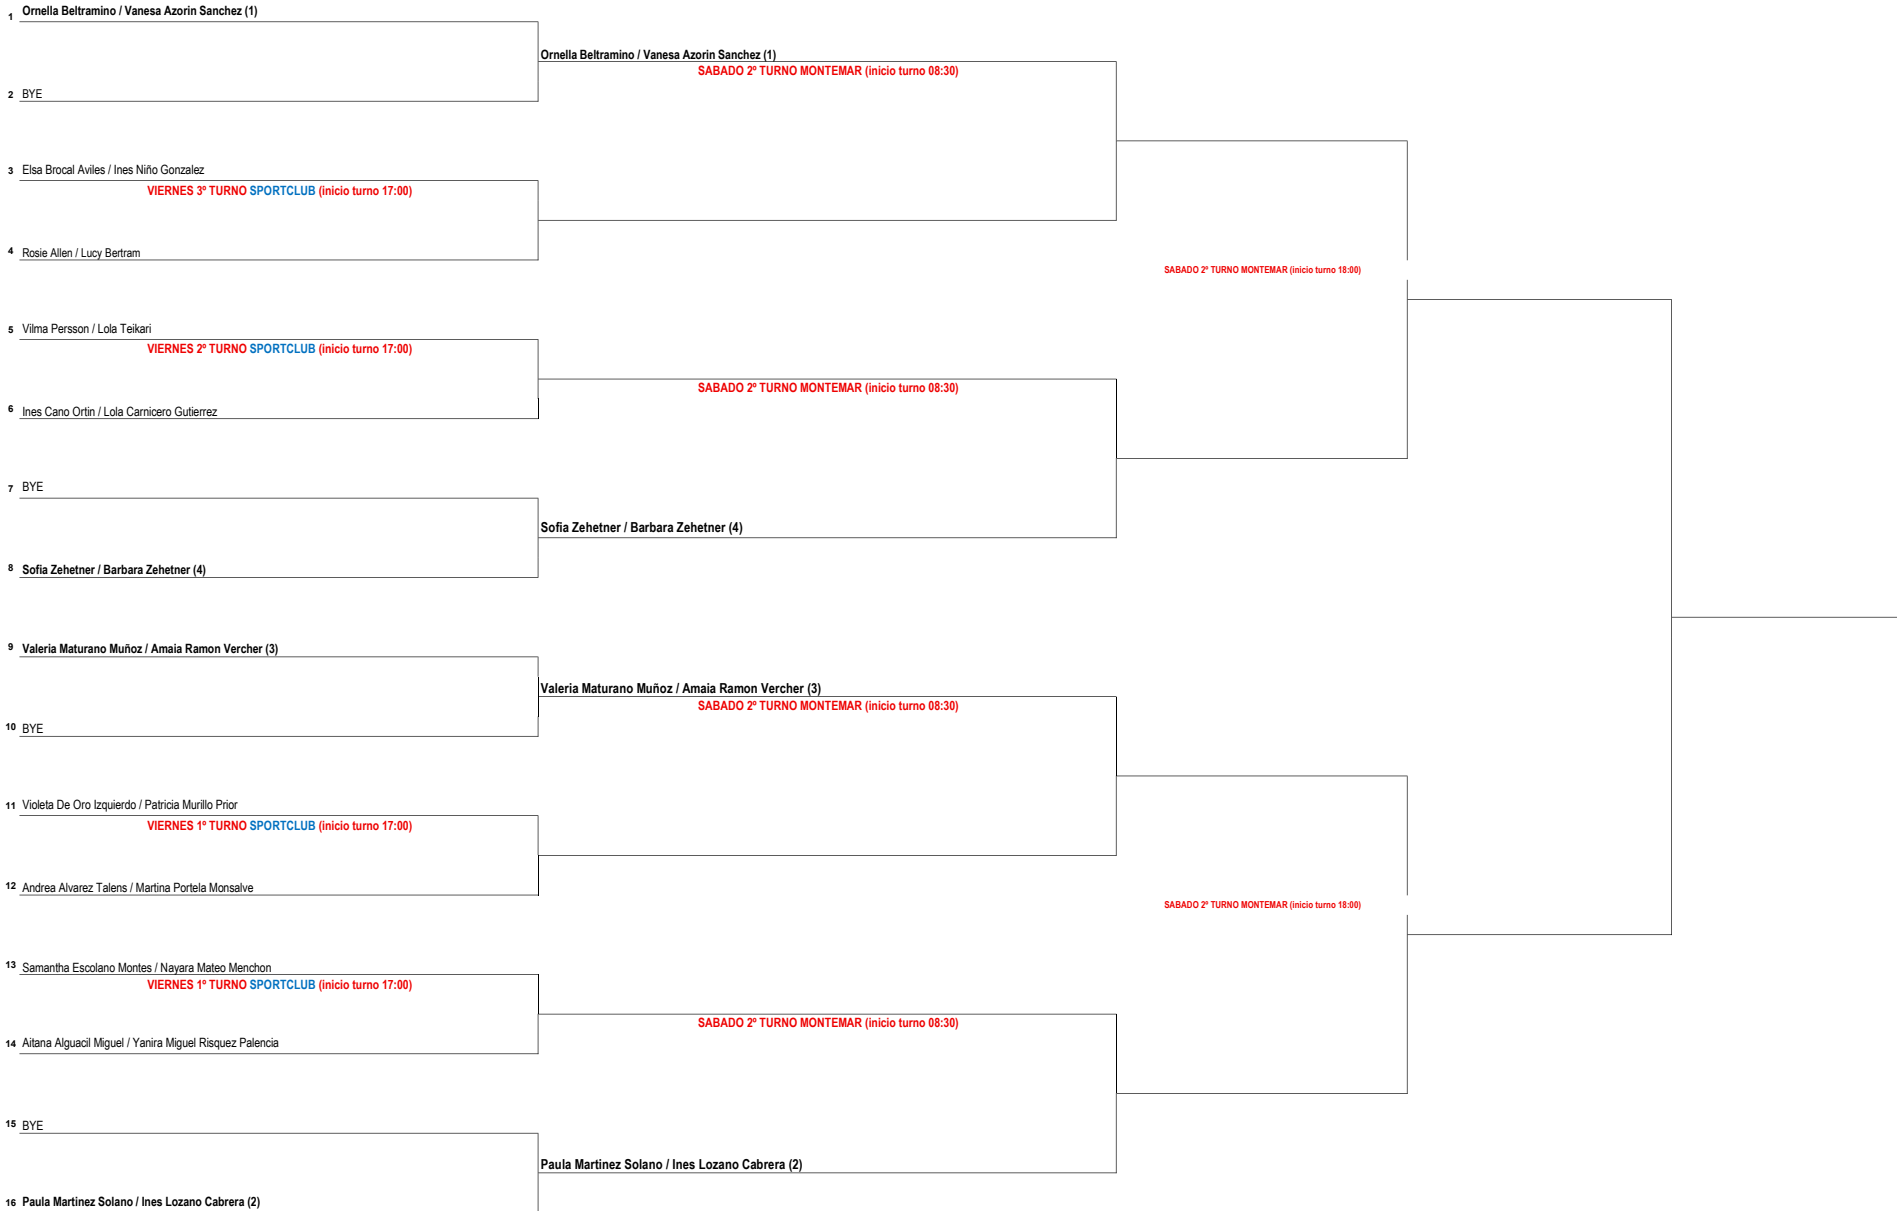 1 Ornella Beltramino / Vanesa Azorin Sanchez (1)
Ornella Beltramino / Vanesa Azorin Sanchez (1)
SABADO 2º TURNO MONTEMAR (inicio turno 08:30)
2 BYE
3 Elsa Brocal Aviles / Ines Niño Gonzalez
VIERNES 3º TURNO SPORTCLUB (inicio turno 17:00)
4 Rosie Allen / Lucy Bertram
SABADO 2º TURNO MONTEMAR (inicio turno 18:00)
5 Vilma Persson / Lola Teikari
VIERNES 2º TURNO SPORTCLUB (inicio turno 17:00)
SABADO 2º TURNO MONTEMAR (inicio turno 08:30)
6 Ines Cano Ortin / Lola Carnicero Gutierrez
7 BYE
Sofia Zehetner / Barbara Zehetner (4)
8 Sofia Zehetner / Barbara Zehetner (4)
9 Valeria Maturano Muñoz / Amaia Ramon Vercher (3)
Valeria Maturano Muñoz / Amaia Ramon Vercher (3)
SABADO 2º TURNO MONTEMAR (inicio turno 08:30)
10 BYE
11 Violeta De Oro Izquierdo / Patricia Murillo Prior
VIERNES 1º TURNO SPORTCLUB (inicio turno 17:00)
12 Andrea Alvarez Talens / Martina Portela Monsalve
SABADO 2º TURNO MONTEMAR (inicio turno 18:00)
13 Samantha Escolano Montes / Nayara Mateo Menchon
VIERNES 1º TURNO SPORTCLUB (inicio turno 17:00)
SABADO 2º TURNO MONTEMAR (inicio turno 08:30)
14 Aitana Alguacil Miguel / Yanira Miguel Risquez Palencia
15 BYE
Paula Martinez Solano / Ines Lozano Cabrera (2)
16 Paula Martinez Solano / Ines Lozano Cabrera (2)